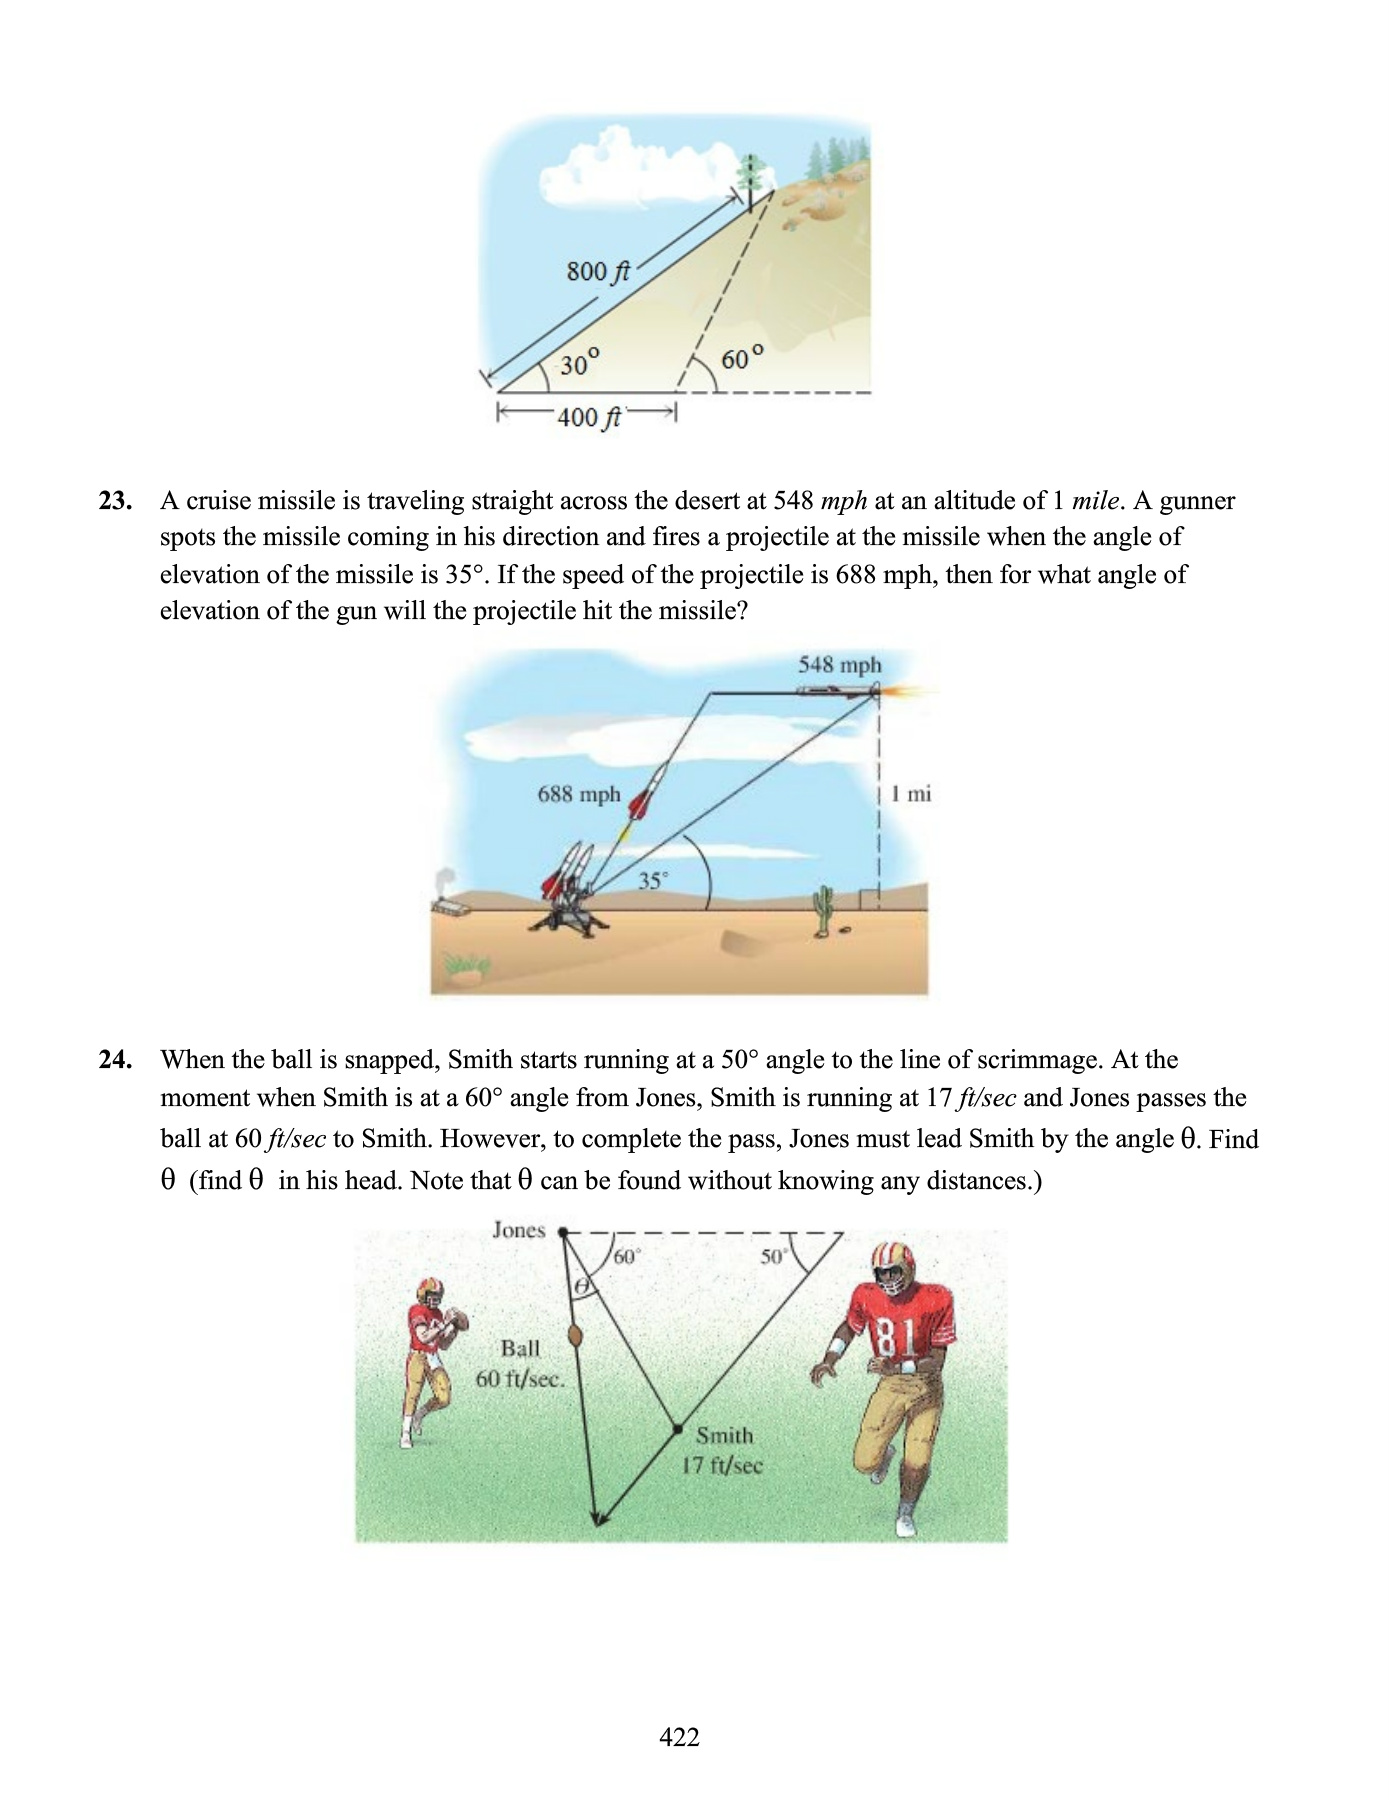 800 ft
30°
60°
400 ft
23. A cruise missile is traveling straight across the desert at 548 mph at an altitude of 1 mile. A gunner
spots the missile coming in his direction and fires a projectile at the missile when the angle of
elevation of the missile is 35°. If the speed of the projectile is 688 mph, then for what angle of
elevation of the gun will the projectile hit the missile?
548 mph
688 mph
1 mi
35°
24. When the ball is snapped, Smith starts running at a 50° angle to the line of scrimmage. At the
moment when Smith is at a 60° angle from Jones, Smith is running at 17 ft/sec and Jones passes the
ball at 60 ft/sec to Smith. However, to complete the pass, Jones must lead Smith by the angle θ. Find
θ (find θ in his head. Note that θ can be found without knowing any distances.)
Jones
60°
50°
θ
81
Ball
60 ft/sec.
Smith
17 ft/sec
422